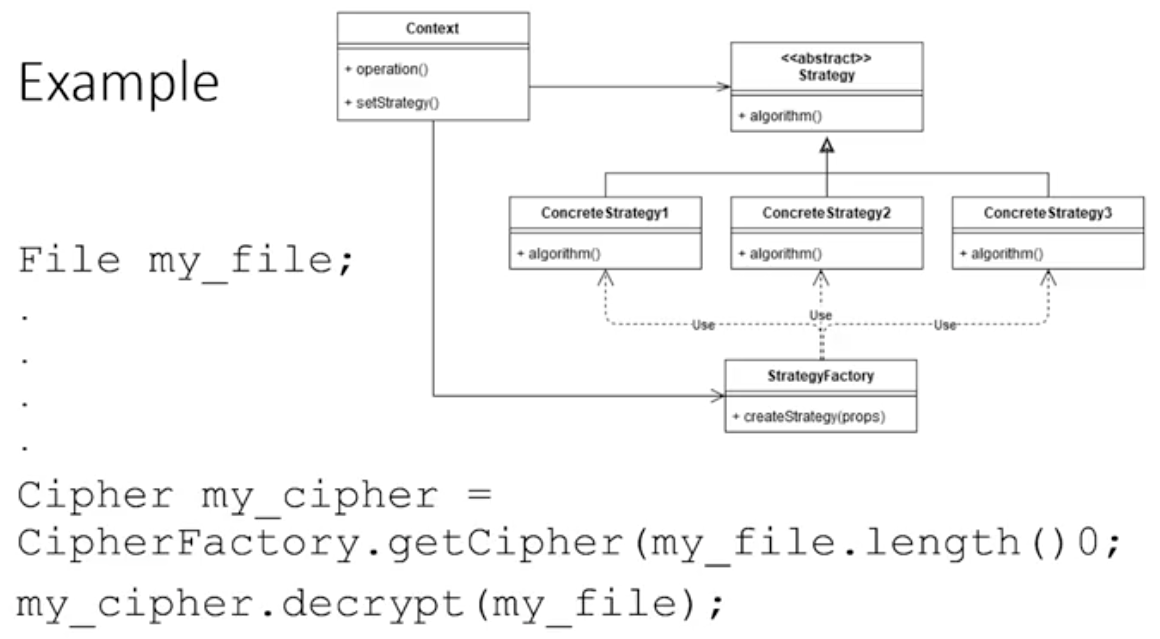 Example
Context
+ operation()
+ setStrategy()
<<abstract>>
Strategy
+ algorithm()
ConcreteStrategy1
+ algorithm()
ConcreteStrategy2
+ algorithm()
ConcreteStrategy3
+ algorithm()
Use
Use
Use
StrategyFactory
+ createStrategy(props)
File my_file;
.
.
.
.
Cipher my_cipher =
CipherFactory.getCipher(my_file.length()0;
my_cipher.decrypt(my_file);